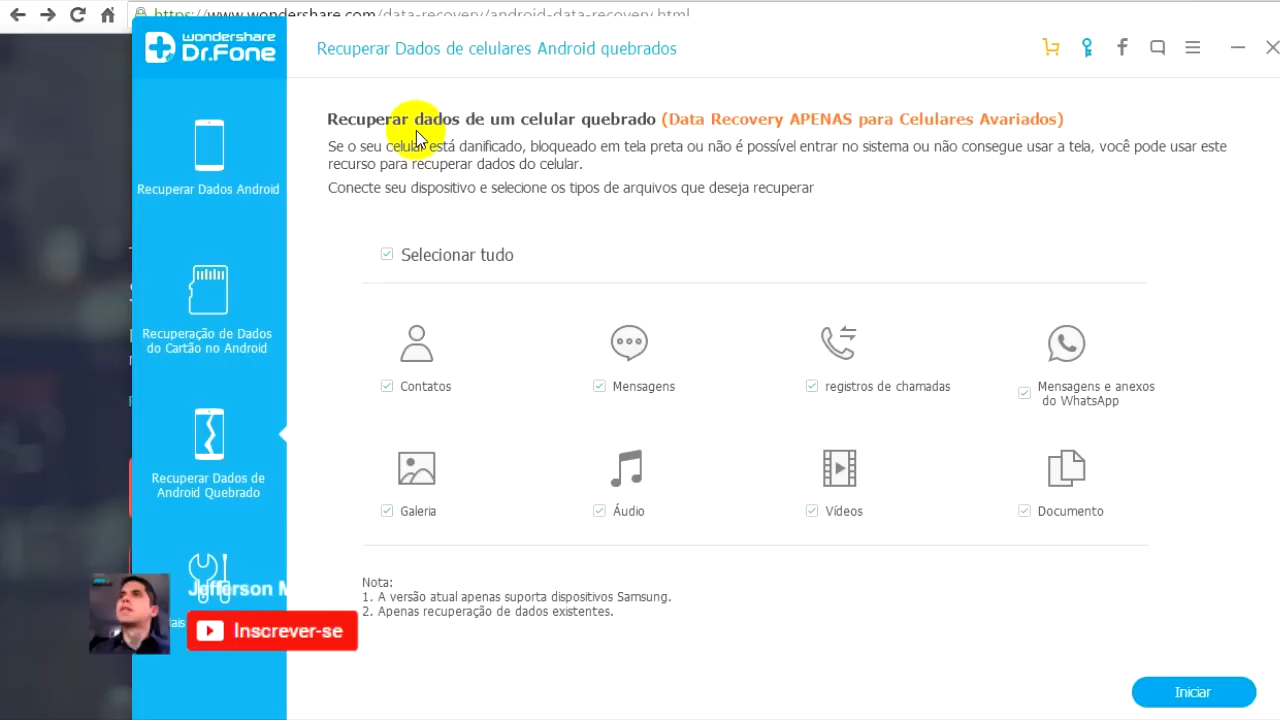 https://www.wondershare.com/data-recovery/android-data-recovery.html
wondershare
Dr.Fone
Recuperar Dados de celulares Android quebrados
Recuperar Dados Android
Recuperação de Dados
do Cartão no Android
Recuperar Dados de
Android Quebrado
Recuperar dados de um celular quebrado (Data Recovery APENAS para Celulares Avariados)
Se o seu celular está danificado, bloqueado em tela preta ou não é possível entrar no sistema ou não consegue usar a tela, você pode usar este
recurso para recuperar dados do celular.
Conecte seu dispositivo e selecione os tipos de arquivos que deseja recuperar
Selecionar tudo
Contatos
Mensagens
registros de chamadas
Mensagens e anexos
do WhatsApp
Galeria
Áudio
Vídeos
Documento
Nota:
1. A versão atual apenas suporta dispositivos Samsung.
2. Apenas recuperação de dados existentes.
Jefferson M
Inscrever-se
Iniciar